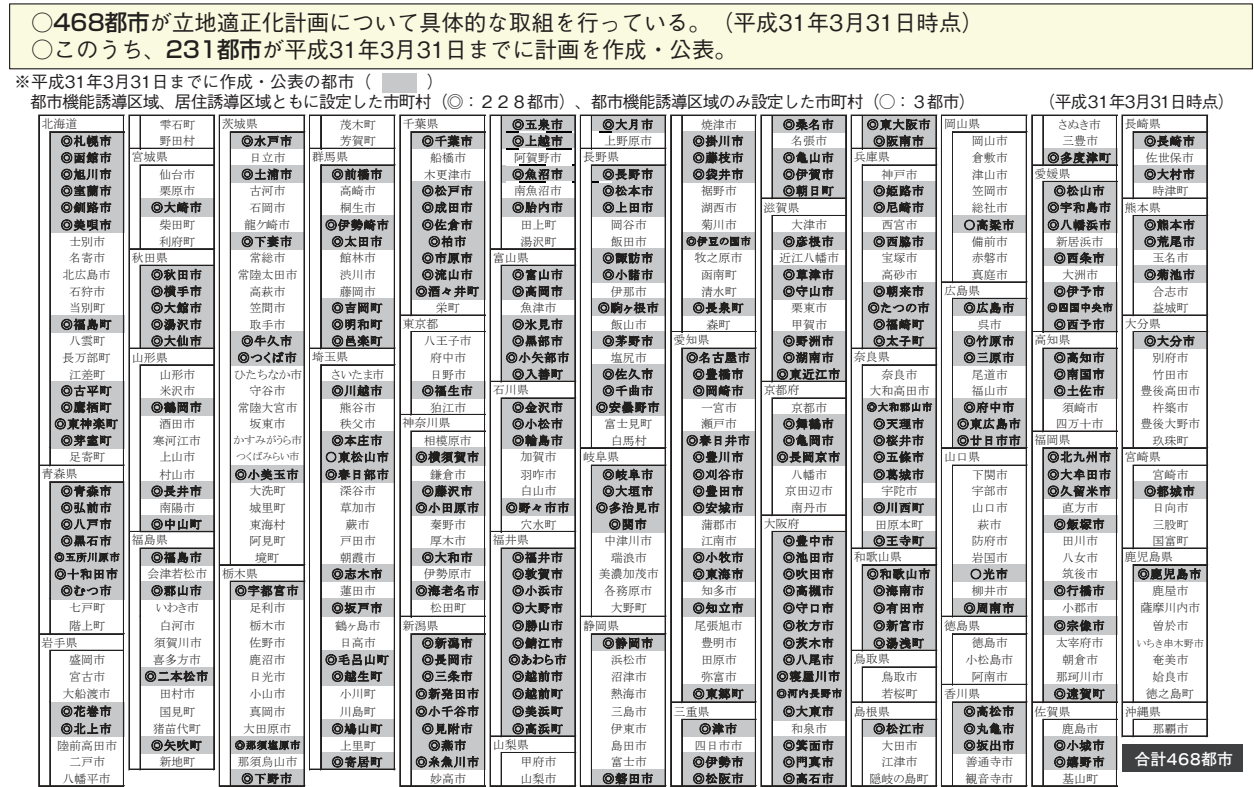 ○468都市が立地適正化計画について具体的な取組を行っている。（平成31年3月31日時点）
○このうち、231都市が平成31年3月31日までに計画を作成・公表。
※平成31年3月31日までに作成・公表の都市（　　）
都市機能誘導区域、居住誘導区域ともに設定した市町村（◎：２２８都市）、都市機能誘導区域のみ設定した市町村（○：３都市）
（平成31年3月31日時点）
北海道
◎札幌市
◎函館市
◎旭川市
◎室蘭市
◎釧路市
◎美唄市
士別市
名寄市
北広島市
石狩市
当別町
◎福島町
八雲町
長万部町
江差町
◎古平町
◎鷹栖町
◎東神楽町
◎芽室町
足寄町
青森県
◎青森市
◎弘前市
◎八戸市
◎黒石市
◎五所川原市
◎十和田市
◎むつ市
七戸町
階上町
岩手県
盛岡市
宮古市
大船渡市
◎花巻市
◎北上市
陸前高田市
二戸市
八幡平市
雫石町
野田村
宮城県
仙台市
栗原市
◎大崎市
柴田町
利府町
秋田県
◎秋田市
◎横手市
◎大館市
◎湯沢市
◎大仙市
山形県
山形市
米沢市
◎鶴岡市
酒田市
寒河江市
上山市
村山市
◎長井市
南陽市
◎中山町
福島県
◎福島市
会津若松市
◎郡山市
いわき市
白河市
須賀川市
喜多方市
◎二本松市
田村市
国見町
猪苗代町
◎矢吹町
新地町
茨城県
◎水戸市
日立市
◎土浦市
古河市
石岡市
龍ケ崎市
◎下妻市
常総市
常陸太田市
高萩市
笠間市
取手市
◎牛久市
◎つくば市
ひたちなか市
守谷市
常陸大宮市
坂東市
かすみがうら市
つくばみらい市
◎小美玉市
大洗町
城里町
東海村
阿見町
境町
栃木県
◎宇都宮市
足利市
栃木市
佐野市
鹿沼市
日光市
小山市
真岡市
大田原市
◎那須塩原市
那須烏山市
◎下野市
茂木町
芳賀町
群馬県
◎前橋市
高崎市
桐生市
◎伊勢崎市
◎太田市
館林市
渋川市
藤岡市
◎吉岡町
◎明和町
◎邑楽町
埼玉県
さいたま市
◎川越市
熊谷市
秩父市
◎本庄市
○東松山市
◎春日部市
深谷市
草加市
蕨市
戸田市
朝霞市
◎志木市
蓮田市
◎坂戸市
鶴ヶ島市
日高市
◎毛呂山町
◎越生町
小川町
川島町
◎鳩山町
上里町
◎寄居町
千葉県
◎千葉市
船橋市
木更津市
◎松戸市
◎成田市
◎佐倉市
◎柏市
◎市原市
◎流山市
◎酒々井町
栄町
東京都
八王子市
府中市
日野市
◎福生市
狛江市
神奈川県
相模原市
◎横須賀市
鎌倉市
◎藤沢市
◎小田原市
秦野市
厚木市
◎大和市
伊勢原市
◎海老名市
松田町
新潟県
◎新潟市
◎長岡市
◎三条市
◎新発田市
◎小千谷市
◎見附市
◎燕市
◎糸魚川市
妙高市
◎五泉市
◎上越市
阿賀野市
◎魚沼市
南魚沼市
◎胎内市
田上町
湯沢町
富山県
◎富山市
◎高岡市
魚津市
◎氷見市
◎黒部市
◎小矢部市
◎入善町
石川県
◎金沢市
◎小松市
◎輪島市
加賀市
羽咋市
白山市
◎野々市市
穴水町
福井県
◎福井市
◎敦賀市
◎小浜市
◎大野市
◎勝山市
◎鯖江市
◎あわら市
◎越前市
◎越前町
◎美浜町
◎高浜町
山梨県
甲府市
山梨市
◎大月市
上野原市
長野県
◎長野市
◎松本市
◎上田市
岡谷市
飯田市
◎諏訪市
◎小諸市
伊那市
◎駒ヶ根市
飯山市
◎茅野市
塩尻市
◎佐久市
◎千曲市
◎安曇野市
富士見町
白馬村
岐阜県
◎岐阜市
◎大垣市
◎多治見市
◎関市
中津川市
瑞浪市
美濃加茂市
各務原市
大野町
静岡県
◎静岡市
浜松市
沼津市
熱海市
三島市
伊東市
島田市
富士市
◎磐田市
焼津市
◎掛川市
◎藤枝市
◎袋井市
裾野市
湖西市
菊川市
◎伊豆の国市
牧之原市
函南町
清水町
◎長泉町
森町
愛知県
◎名古屋市
◎豊橋市
◎岡崎市
一宮市
瀬戸市
◎春日井市
◎豊川市
◎刈谷市
◎豊田市
◎安城市
蒲郡市
江南市
◎小牧市
◎東海市
知多市
◎知立市
尾張旭市
豊明市
田原市
弥富市
◎東郷町
三重県
◎津市
四日市市
◎伊勢市
◎松阪市
◎桑名市
名張市
◎亀山市
◎伊賀市
◎朝日町
滋賀県
大津市
◎彦根市
近江八幡市
◎草津市
◎守山市
栗東市
甲賀市
◎野洲市
◎湖南市
◎東近江市
京都府
京都市
◎舞鶴市
◎亀岡市
◎長岡京市
八幡市
京田辺市
南丹市
大阪府
◎豊中市
◎池田市
◎吹田市
◎高槻市
◎守口市
◎枚方市
◎茨木市
◎八尾市
◎寝屋川市
◎河内長野市
◎大東市
和泉市
◎箕面市
◎門真市
◎高石市
◎東大阪市
◎阪南市
兵庫県
神戸市
◎姫路市
◎尼崎市
西宮市
◎西脇市
宝塚市
高砂市
◎朝来市
◎たつの市
◎福崎町
◎太子町
奈良県
奈良市
大和高田市
◎大和郡山市
◎天理市
◎桜井市
◎五條市
◎葛城市
宇陀市
◎川西町
田原本町
◎王寺町
和歌山県
◎和歌山市
◎海南市
◎有田市
◎新宮市
◎湯浅町
鳥取県
鳥取市
若桜町
島根県
◎松江市
大田市
江津市
隠岐の島町
岡山県
岡山市
倉敷市
津山市
笠岡市
総社市
○高梁市
備前市
赤磐市
真庭市
広島県
◎広島市
呉市
◎竹原市
◎三原市
尾道市
福山市
◎府中市
◎東広島市
◎廿日市市
山口県
下関市
宇部市
山口市
萩市
防府市
岩国市
○光市
柳井市
◎周南市
徳島県
徳島市
小松島市
阿南市
香川県
◎高松市
◎丸亀市
◎坂出市
善通寺市
観音寺市
さぬき市
三豊市
◎多度津町
愛媛県
◎松山市
◎宇和島市
◎八幡浜市
新居浜市
◎西条市
大洲市
◎伊予市
◎四国中央市
◎西予市
高知県
◎高知市
◎南国市
◎土佐市
須崎市
四万十市
福岡県
◎北九州市
◎大牟田市
◎久留米市
直方市
◎飯塚市
田川市
八女市
筑後市
◎行橋市
小郡市
◎宗像市
太宰府市
朝倉市
那珂川市
◎遠賀町
佐賀県
鹿島市
◎小城市
◎嬉野市
基山町
長崎県
◎長崎市
佐世保市
◎大村市
時津町
熊本県
◎熊本市
◎荒尾市
玉名市
◎菊池市
合志市
益城町
大分県
◎大分市
別府市
竹田市
豊後高田市
杵築市
豊後大野市
玖珠町
宮崎県
宮崎市
◎都城市
日向市
三股町
国富町
鹿児島県
◎鹿児島市
鹿屋市
薩摩川内市
曽於市
いちき串木野市
奄美市
姶良市
徳之島町
沖縄県
那覇市
合計468都市